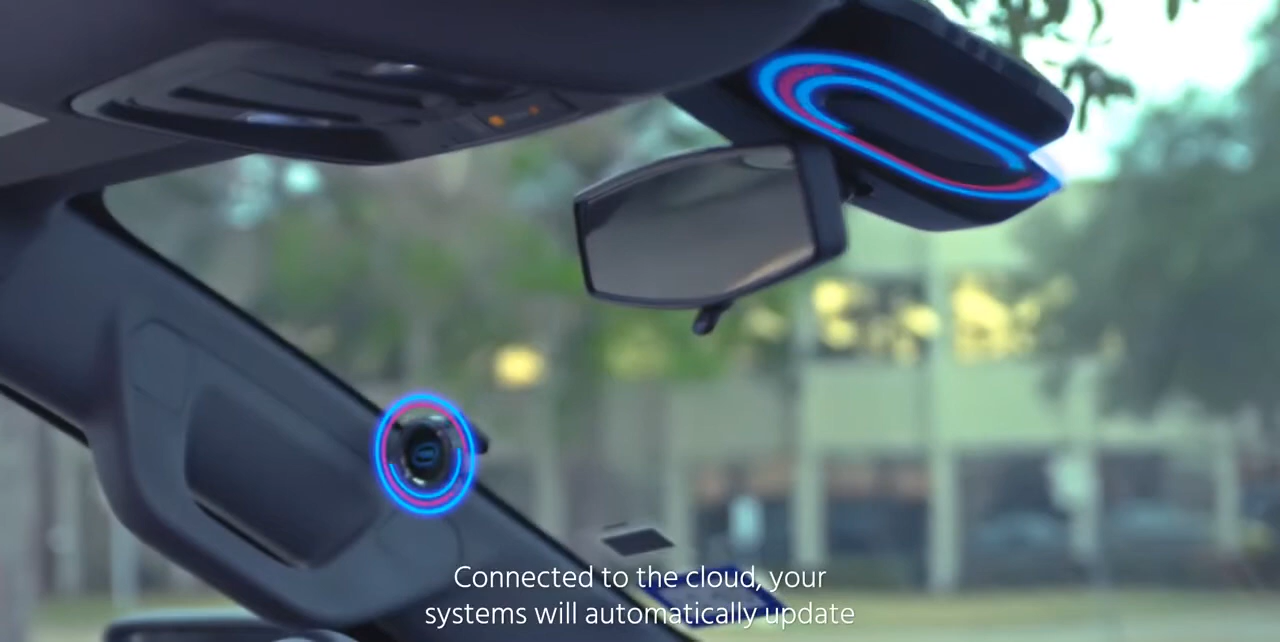 Connected to the cloud, your
systems will automatically update